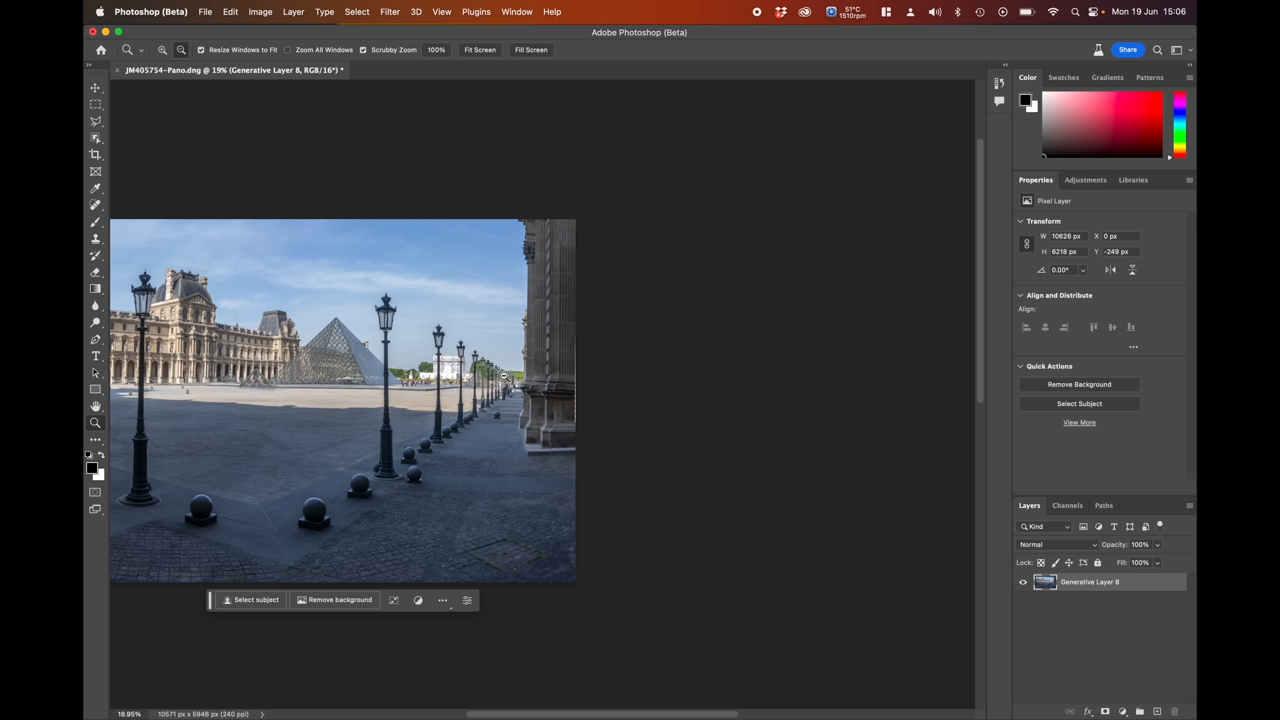 Photoshop (Beta) File Edit Image Layer Type Select Filter 3D View Plugins Window Help 51°C 1510rpm Mon 19 Jun 15:06
Adobe Photoshop (Beta)
Resize Windows to Fit Zoom All Windows Scrubby Zoom 100% Fit Screen Fill Screen Share
JM405754-Pano.dng @ 19% (Generative Layer 8, RGB/16*) *
Color Swatches Gradients Patterns
Properties Adjustments Libraries
Pixel Layer
Transform
W 10626 px X 0 px
H 6218 px Y -249 px
0.00°
Align and Distribute
Align:
Quick Actions
Remove Background
Select Subject
View More
Layers Channels Paths
Kind
Normal Opacity: 100%
Lock: Fill: 100%
Generative Layer 8
Select subject Remove background
18.95% 10571 px x 5946 px (240 ppi)
fx